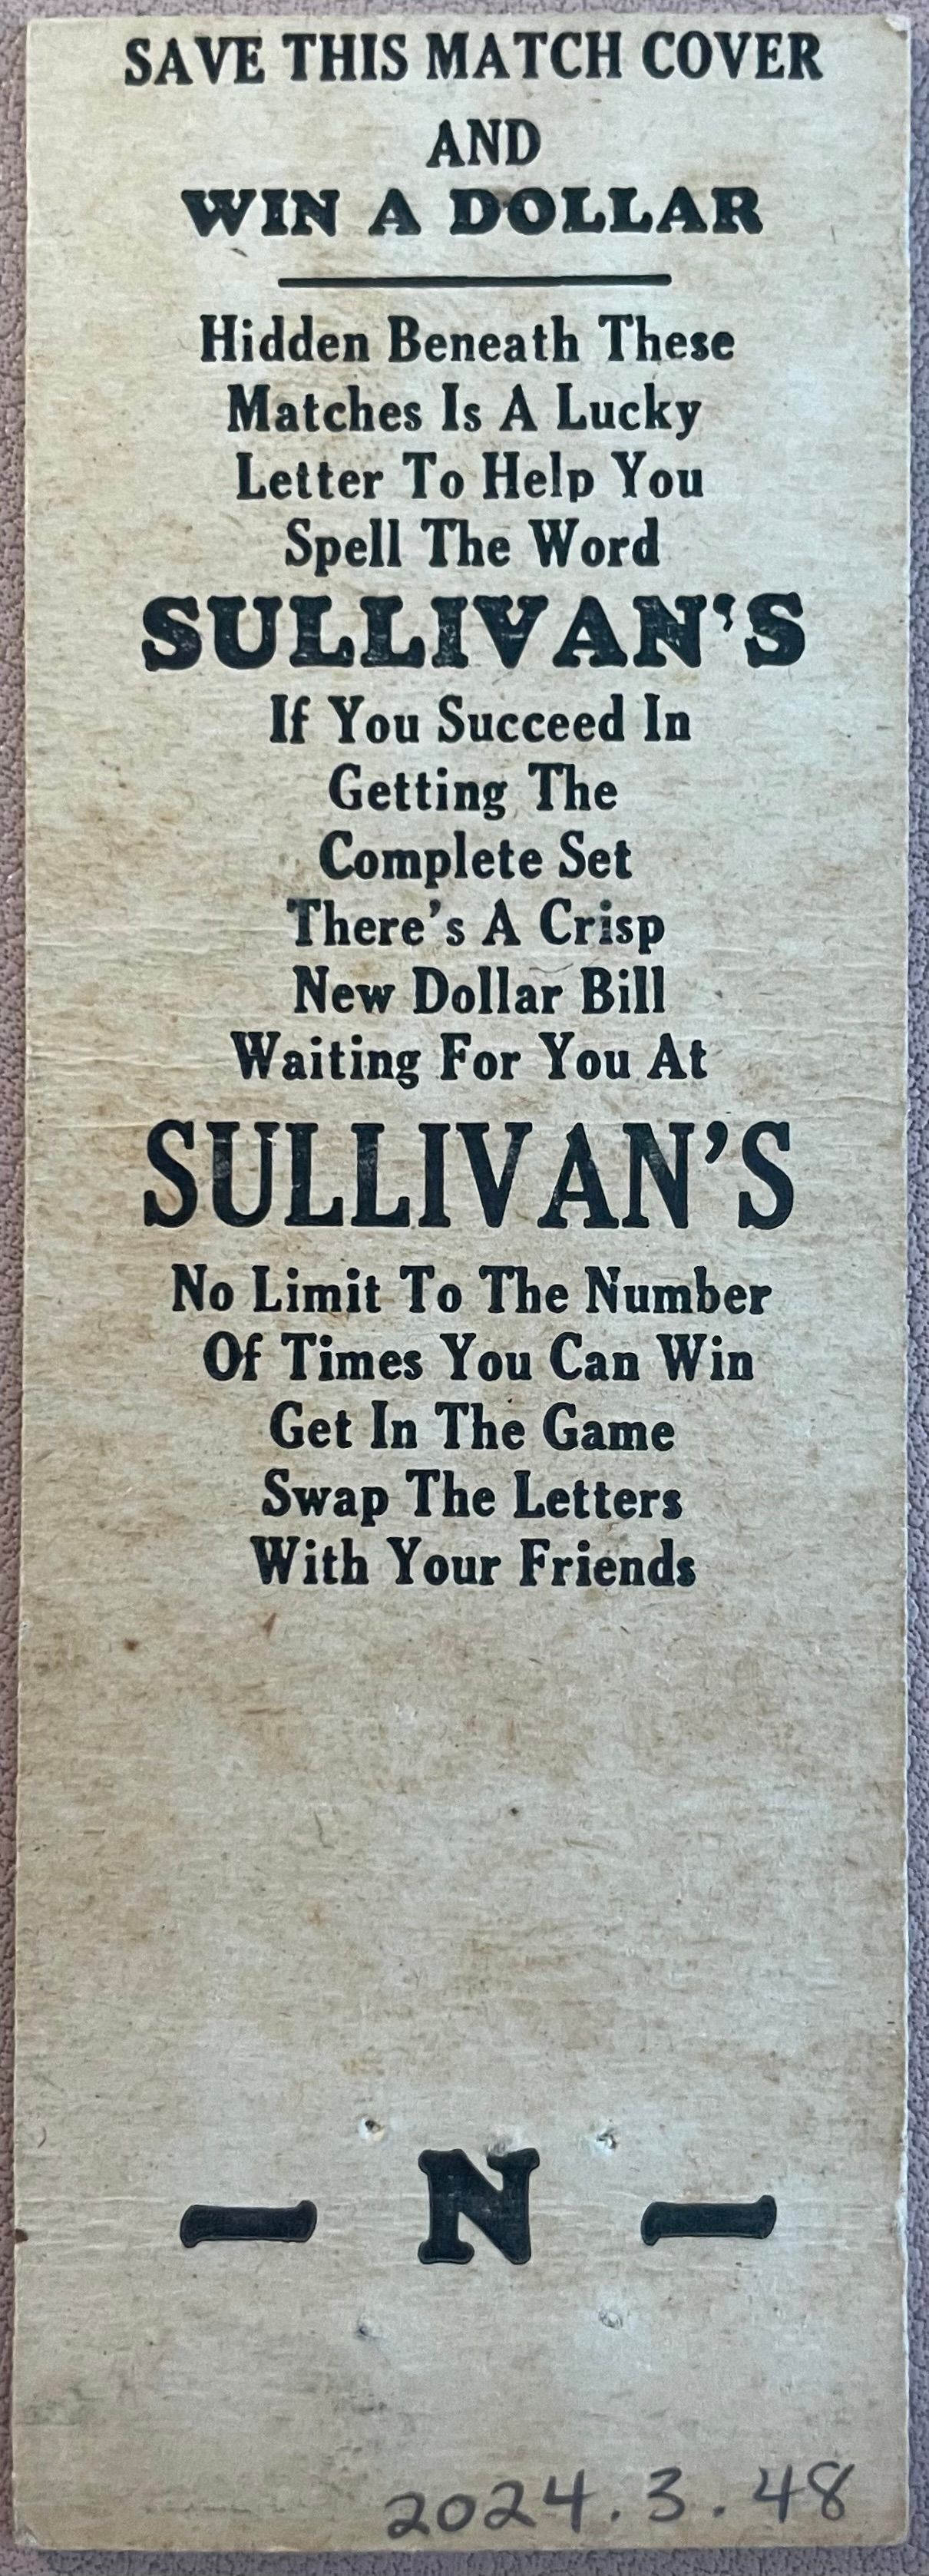 SAVE THIS MATCH COVER
AND
WIN A DOLLAR
Hidden Beneath These
Matches Is A Lucky
Letter To Help You
Spell The Word
SULLIVAN'S
If You Succeed In
Getting The
Complete Set
There's A Crisp
New Dollar Bill
Waiting For You At
SULLIVAN'S
No Limit To The Number
Of Times You Can Win
Get In The Game
Swap The Letters
With Your Friends
— N —
2024.3.48